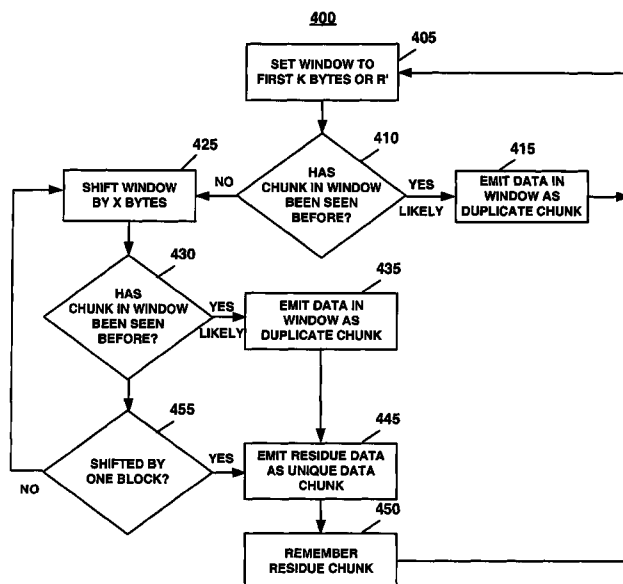 400
405
SET WINDOW TO
FIRST K BYTES OR R'
410
HAS
CHUNK IN WINDOW
BEEN SEEN
BEFORE?
NO
YES
LIKELY
415
EMIT DATA IN
WINDOW AS
DUPLICATE CHUNK
425
SHIFT WINDOW
BY X BYTES
430
HAS
CHUNK IN WINDOW
BEEN SEEN
BEFORE?
YES
LIKELY
435
EMIT DATA IN
WINDOW AS
DUPLICATE CHUNK
455
SHIFTED BY
ONE BLOCK?
NO
YES
445
EMIT RESIDUE DATA
AS UNIQUE DATA
CHUNK
450
REMEMBER
RESIDUE CHUNK